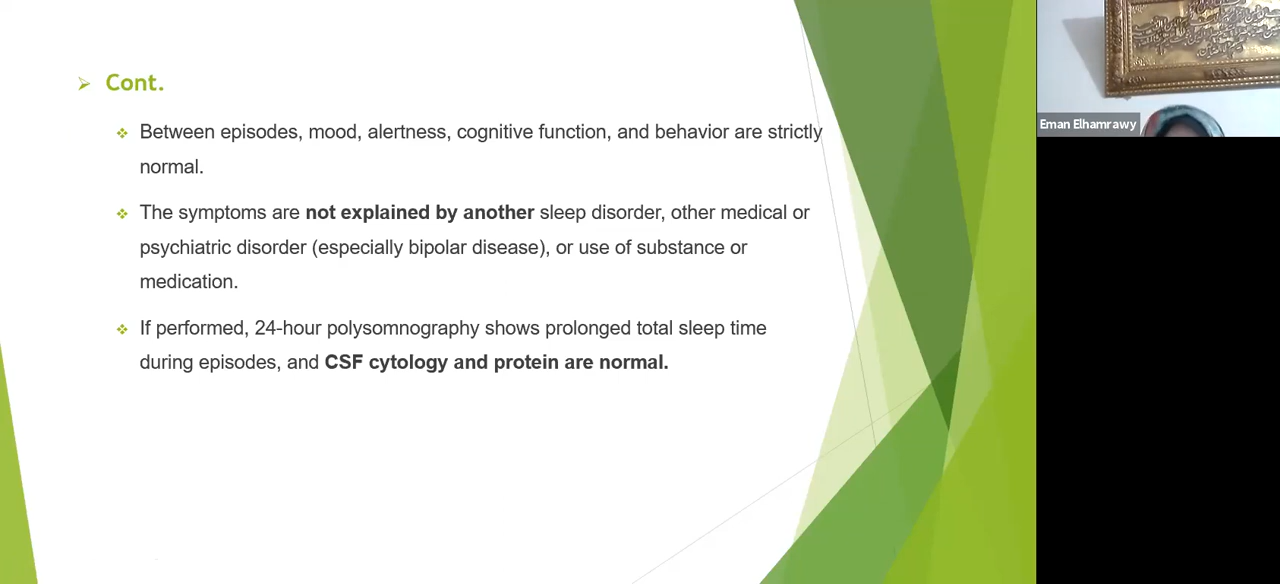 Cont.
Between episodes, mood, alertness, cognitive function, and behavior are strictly
normal.
The symptoms are not explained by another sleep disorder, other medical or
psychiatric disorder (especially bipolar disease), or use of substance or
medication.
If performed, 24-hour polysomnography shows prolonged total sleep time
during episodes, and CSF cytology and protein are normal.
Eman Elhamrawy